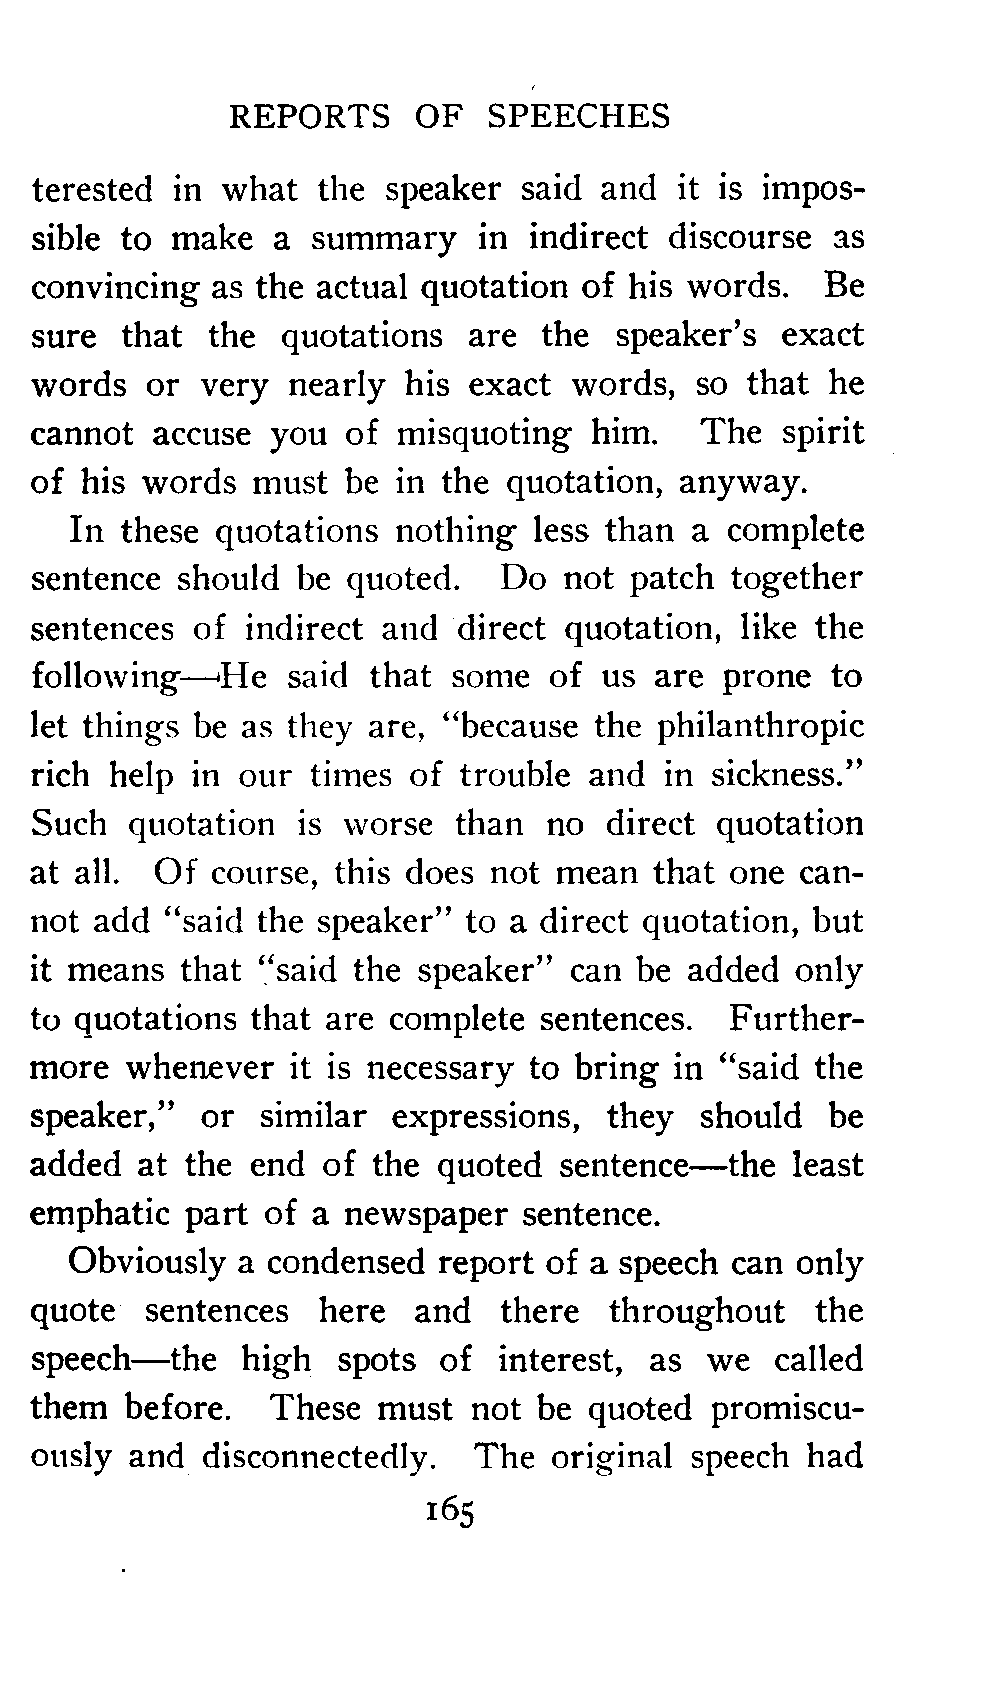 REPORTS OF SPEECHES
terested in what the speaker said and it is impos-
sible to make a summary in indirect discourse as
convincing as the actual quotation of his words. Be
sure that the quotations are the speaker's exact
words or very nearly his exact words, so that he
cannot accuse you of misquoting him. The spirit
of his words must be in the quotation, anyway.
In these quotations nothing less than a complete
sentence should be quoted. Do not patch together
sentences of indirect and direct quotation, like the
following—He said that some of us are prone to
let things be as they are, "because the philanthropic
rich help in our times of trouble and in sickness."
Such quotation is worse than no direct quotation
at all. Of course, this does not mean that one can-
not add "said the speaker" to a direct quotation, but
it means that "said the speaker" can be added only
to quotations that are complete sentences. Further-
more whenever it is necessary to bring in "said the
speaker," or similar expressions, they should be
added at the end of the quoted sentence—the least
emphatic part of a newspaper sentence.
Obviously a condensed report of a speech can only
quote sentences here and there throughout the
speech—the high spots of interest, as we called
them before. These must not be quoted promiscu-
ously and disconnectedly. The original speech had
165